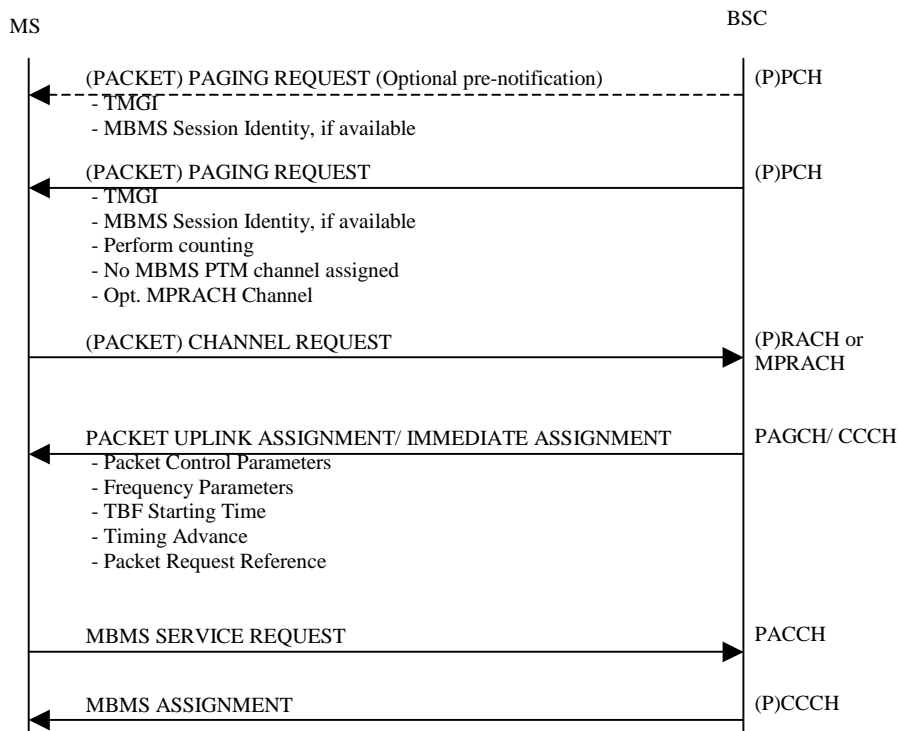 MS
BSC
(PACKET) PAGING REQUEST (Optional pre-notification)
(P)PCH
- TMGI
- MBMS Session Identity, if available
(PACKET) PAGING REQUEST
(P)PCH
- TMGI
- MBMS Session Identity, if available
- Perform counting
- No MBMS PTM channel assigned
- Opt. MPRACH Channel
(PACKET) CHANNEL REQUEST
(P)RACH or
MPRACH
PACKET UPLINK ASSIGNMENT/ IMMEDIATE ASSIGNMENT
PAGCH/ CCCH
- Packet Control Parameters
- Frequency Parameters
- TBF Starting Time
- Timing Advance
- Packet Request Reference
MBMS SERVICE REQUEST
PACCH
MBMS ASSIGNMENT
(P)CCCH